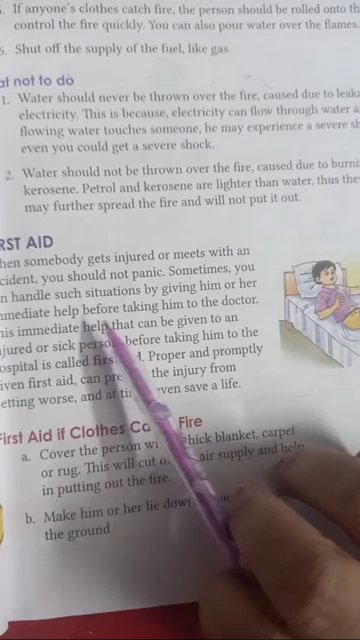 . If anyone's clothes catch fire, the person should be rolled onto th
control the fire quickly. You can also pour water over the flames.
5. Shut off the supply of the fuel, like gas.
at not to do
1. Water should never be thrown over the fire, caused due to leaka
electricity. This is because, electricity can flow through water a
flowing water touches someone, he may experience a severe sh
even you could get a severe shock.
2. Water should not be thrown over the fire, caused due to burni
kerosene. Petrol and kerosene are lighter than water, thus the
may further spread the fire and will not put it out.
RST AID
hen somebody gets injured or meets with an
cident, you should not panic. Sometimes, you
n handle such situations by giving him or her
mmediate help before taking him to the doctor.
his immediate help that can be given to an
jured or sick person before taking him to the
ospital is called firs d. Proper and promptly
iven first aid, can pre the injury from
etting worse, and at ti even save a life.
First Aid if Clothes Ca Fire
a. Cover the person wi thick blanket, carpet
or rug. This will cut o air supply and help
in putting out the fire.
b. Make him or her lie down
the ground.